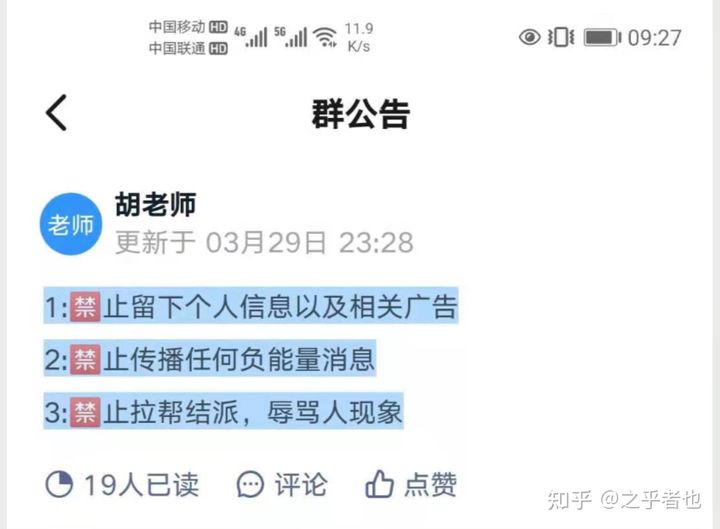 中国移动 HD 4G 5G 11.9
中国联通 HD K/s 09:27
群公告
老师 胡老师
更新于 03月29日 23:28
1:🈲止留下个人信息以及相关广告
2:🈲止传播任何负能量消息
3:🈲止拉帮结派，辱骂人现象
19人已读 评论 点赞
知乎 @之乎者也